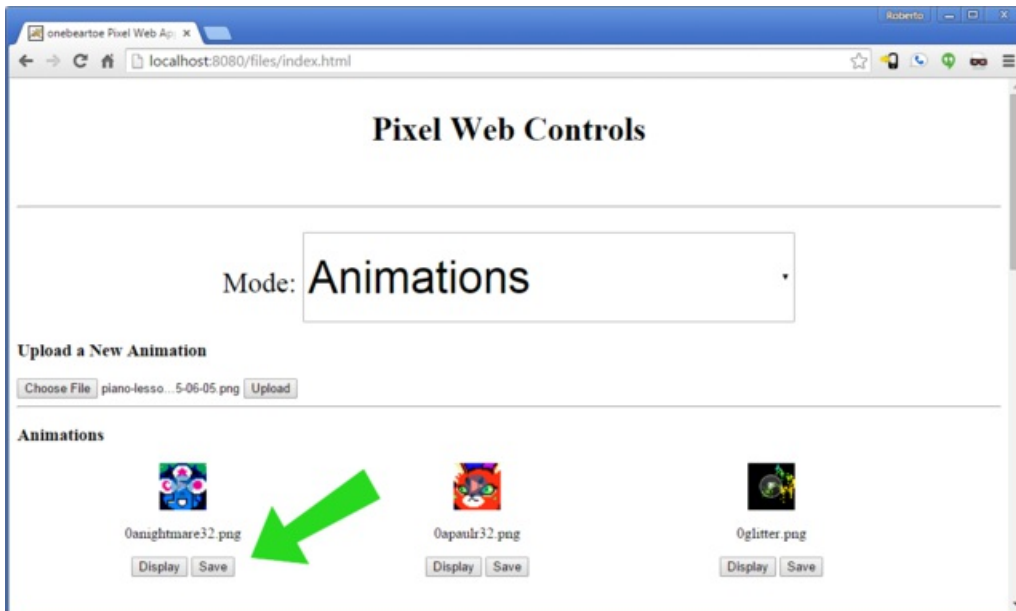 Roberto
onebeartoe Pixel Web Ap
localhost:8080/files/index.html
Pixel Web Controls
Mode: Animations
Upload a New Animation
Choose File piano-lesso...5-06-05.png Upload
Animations
0anightmare32.png 0apaulr32.png 0glitter.png
Display Save Display Save Display Save